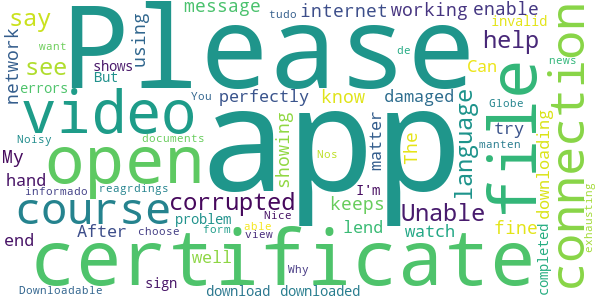 message
tudo
internet
working
enable
invalid
say
Please
using
network
Can
help
want
see
shows
But
errors
video
You
perfectly
know
damaged
de
Globe
news
try
file
connection
Noisy
documents
app
showing
matter
The
language
manten
downloading
My
open
Nos
hand
informado
reagrdings
corrupted
I'm
keeps
Unable
course
problem
Nice
lend
watch
fine
After
choose
form
able
view
end
well
Why
certificate
completed
exhausting
sign
Downloadable
download
downloaded